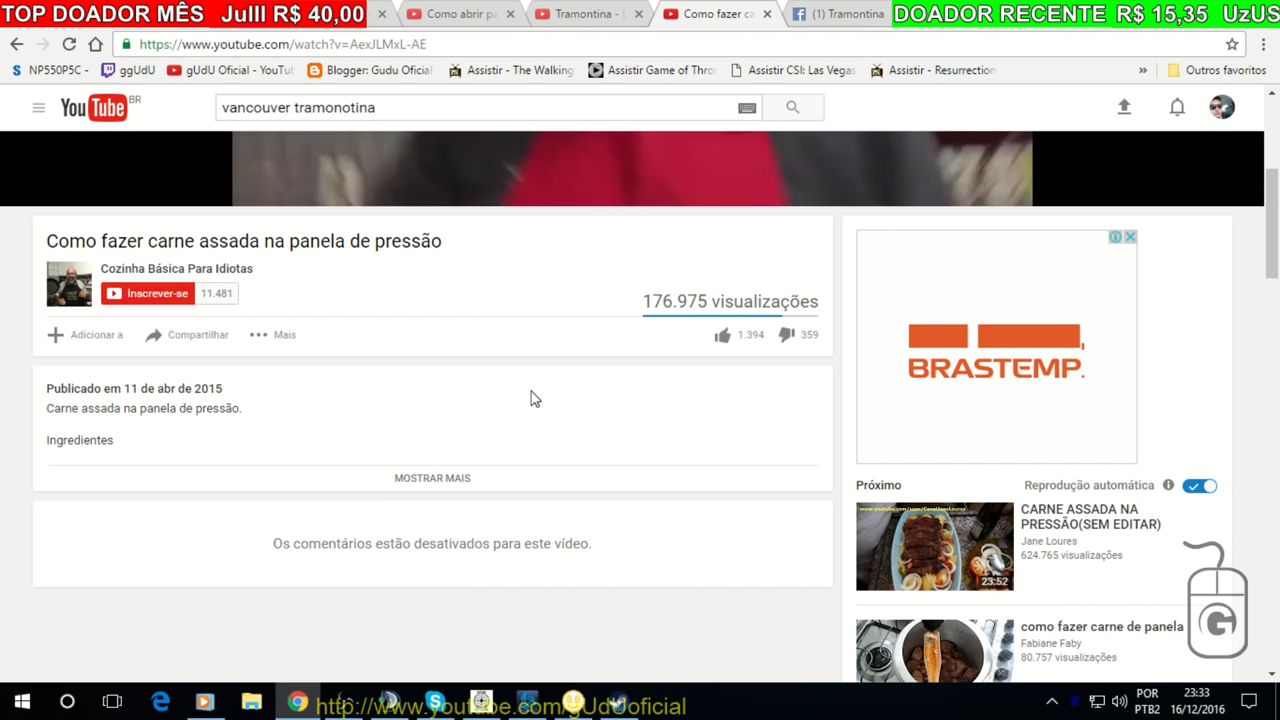 TOP DOADOR MÊS JulII R$ 40,00
Como abrir pa
Tramontina - L
Como fazer ca
(1) Tramontina
DOADOR RECENTE R$ 15,35 UzUS
https://www.youtube.com/watch?v=AexJLMxL-AE
NP550P5C -
ggUdU
gUdU Oficial - YouTu
Blogger: Gudu Oficial
Assistir - The Walking
Assistir Game of Thro
Assistir CSI: Las Vegas
Assistir - Resurrection
»
Outros favoritos
YouTube BR
vancouver tramonotina
Como fazer carne assada na panela de pressão
Cozinha Básica Para Idiotas
Inscrever-se 11.481
176.975 visualizações
Adicionar a
Compartilhar
Mais
1.394
359
Publicado em 11 de abr de 2015
Carne assada na panela de pressão.
Ingredientes
MOSTRAR MAIS
Os comentários estão desativados para este vídeo.
BRASTEMP.
Próximo
Reprodução automática
CARNE ASSADA NA
PRESSÃO(SEM EDITAR)
Jane Loures
624.765 visualizações
23:52
como fazer carne de panela
Fabiane Faby
80.757 visualizações
G
http://www.youtube.com/gUdUoficial
POR
PTB2
23:33
16/12/2016